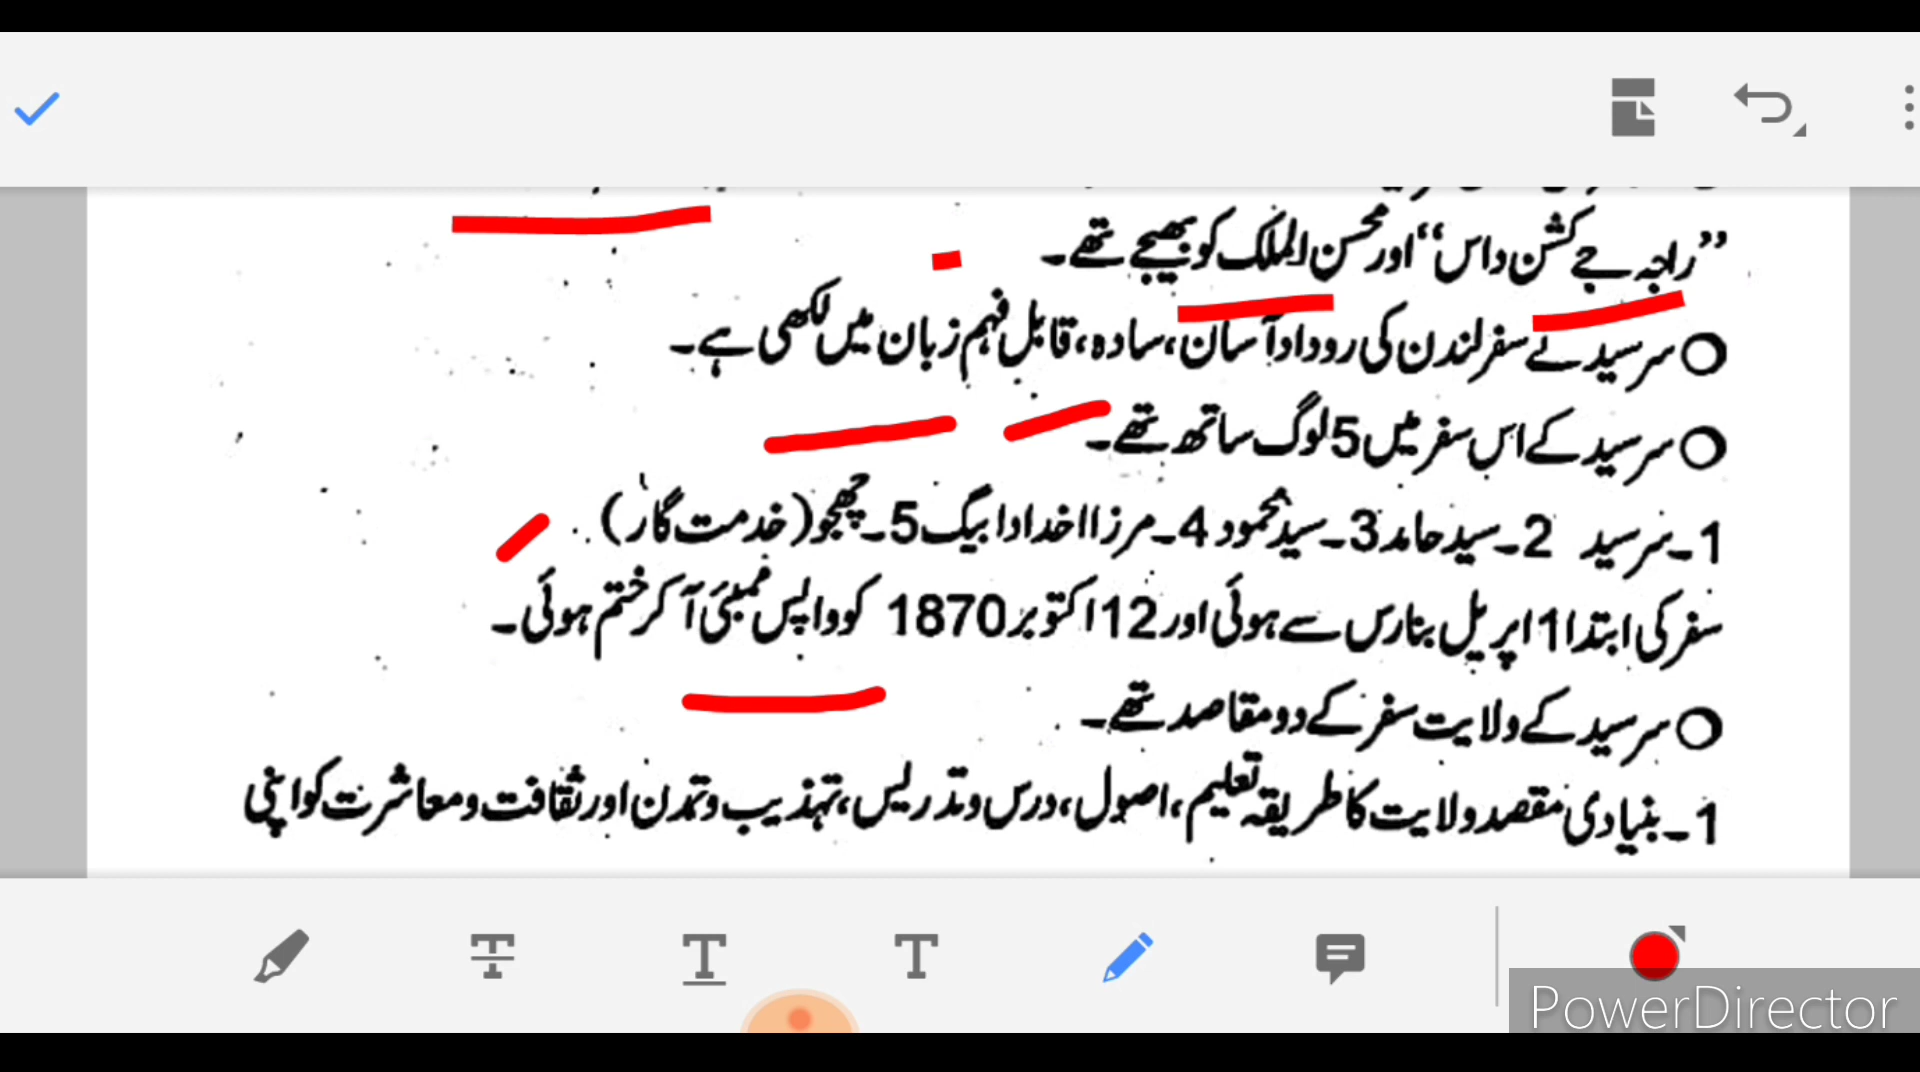 ”راجہ جے کشن داس“ اور محسن الملک کو بھیجے تھے۔
سرسید نے سفر لندن کی روداد آسان، سادہ، قابل فہم زبان میں لکھی ہے۔
سرسید کے اس سفر میں 5 لوگ ساتھ تھے۔
1۔سرسید 2۔سید حامد 3۔سید محمود 4۔مرزا خداداد بیگ 5۔چھجو (خدمت گار)
سفر کی ابتدا 1 اپریل بنارس سے ہوئی اور 12 اکتوبر 1870 کو واپس ممبئی آ کر ختم ہوئی۔
سرسید کے ولایت سفر کے دو مقاصد تھے۔
1۔بنیادی مقصد ولایت کا طریقہ تعلیم، اصول، درس و تدریس، تہذیب و تمدن اور ثقافت و معاشرت کو اپنی
T T T
PowerDirector